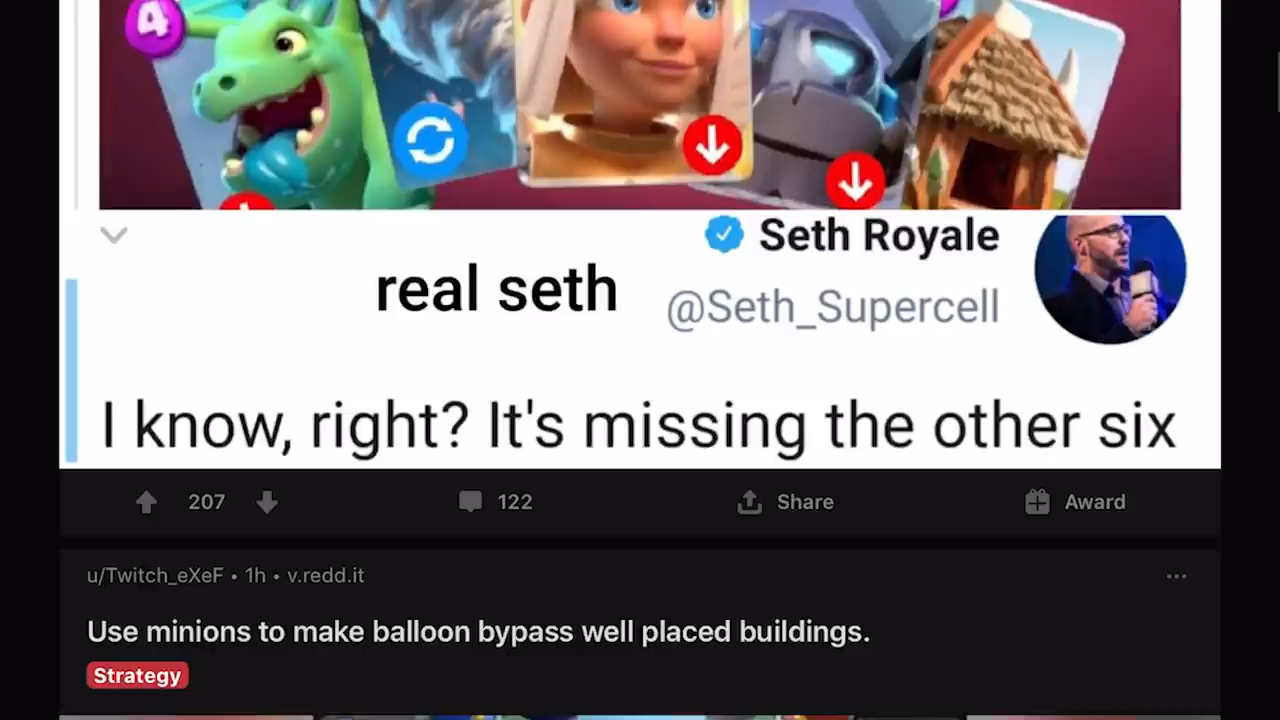 4
Seth Royale
real seth
@Seth_Supercell
I know, right? It's missing the other six
207
122
Share
Award
u/Twitch_eXeF • 1h • v.redd.it
Use minions to make balloon bypass well placed buildings.
Strategy